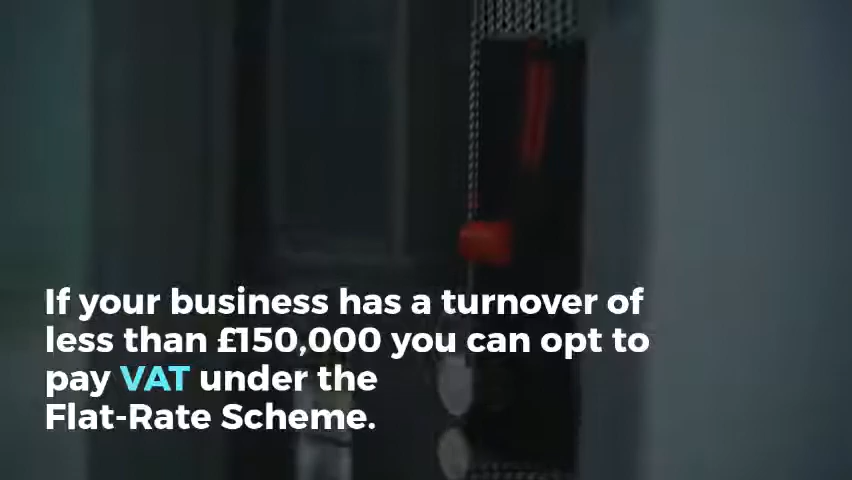 If your business has a turnover of
less than £150,000 you can opt to
pay VAT under the
Flat-Rate Scheme.